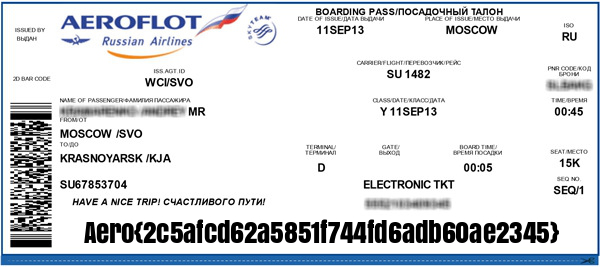 BOARDING PASS/ПОСАДОЧНЫЙ ТАЛОН
ISSUED BY
ВЫДАН
AEROFLOT
Russian Airlines
SKYTEAM
DATE OF ISSUE/ДАТА ВЫДАЧИ
11SEP13
PLACE OF ISSUE/МЕСТО ВЫДАЧИ
MOSCOW
ISO
RU
2D BAR CODE
ISS.AGT.ID
WCI/SVO
CARRIER/FLIGHT/ПЕРЕВОЗЧИК/РЕЙС
SU 1482
PNR CODE/КОД
БРОНИ
NAME OF PASSENGER/ФАМИЛИЯ ПАССАЖИРА
MR
CLASS/DATE/КЛАСС/ДАТА
Y 11SEP13
TIME/ВРЕМЯ
00:45
FROM/ОТ
MOSCOW /SVO
TO/ДО
KRASNOYARSK /KJA
TERMINAL/
ТЕРМИНАЛ
D
GATE/
ВЫХОД
BOARD TIME/
ВРЕМЯ ПОСАДКИ
00:05
SEAT/МЕСТО
15K
SU67853704
ELECTRONIC TKT
SEQ NO.
SEQ/1
HAVE A NICE TRIP! СЧАСТЛИВОГО ПУТИ!
Aero{2c5afcd62a5851f744fd6adb60ae2345}